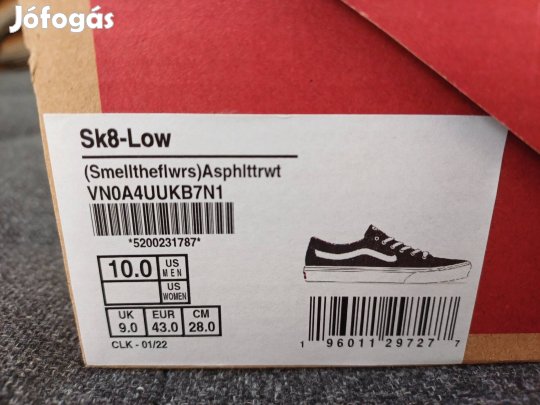 Jófogás
Sk8-Low
(Smelltheflwrs)Asphlttrwt
VN0A4UUKB7N1
*5200231787*
10.0 US MEN
US WOMEN
UK EUR CM
9.0 43.0 28.0
CLK - 01/22
1 96011 29727 7